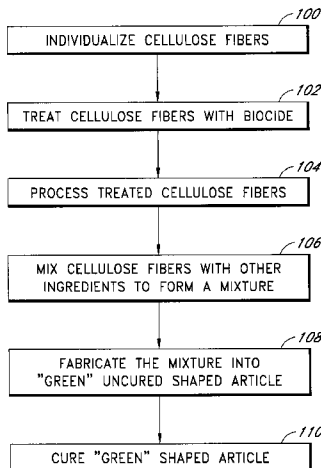 100
INDIVIDUALIZE CELLULOSE FIBERS
102
TREAT CELLULOSE FIBERS WITH BIOCIDE
104
PROCESS TREATED CELLULOSE FIBERS
106
MIX CELLULOSE FIBERS WITH OTHER
INGREDIENTS TO FORM A MIXTURE
108
FABRICATE THE MIXTURE INTO
"GREEN" UNCURED SHAPED ARTICLE
110
CURE "GREEN" SHAPED ARTICLE